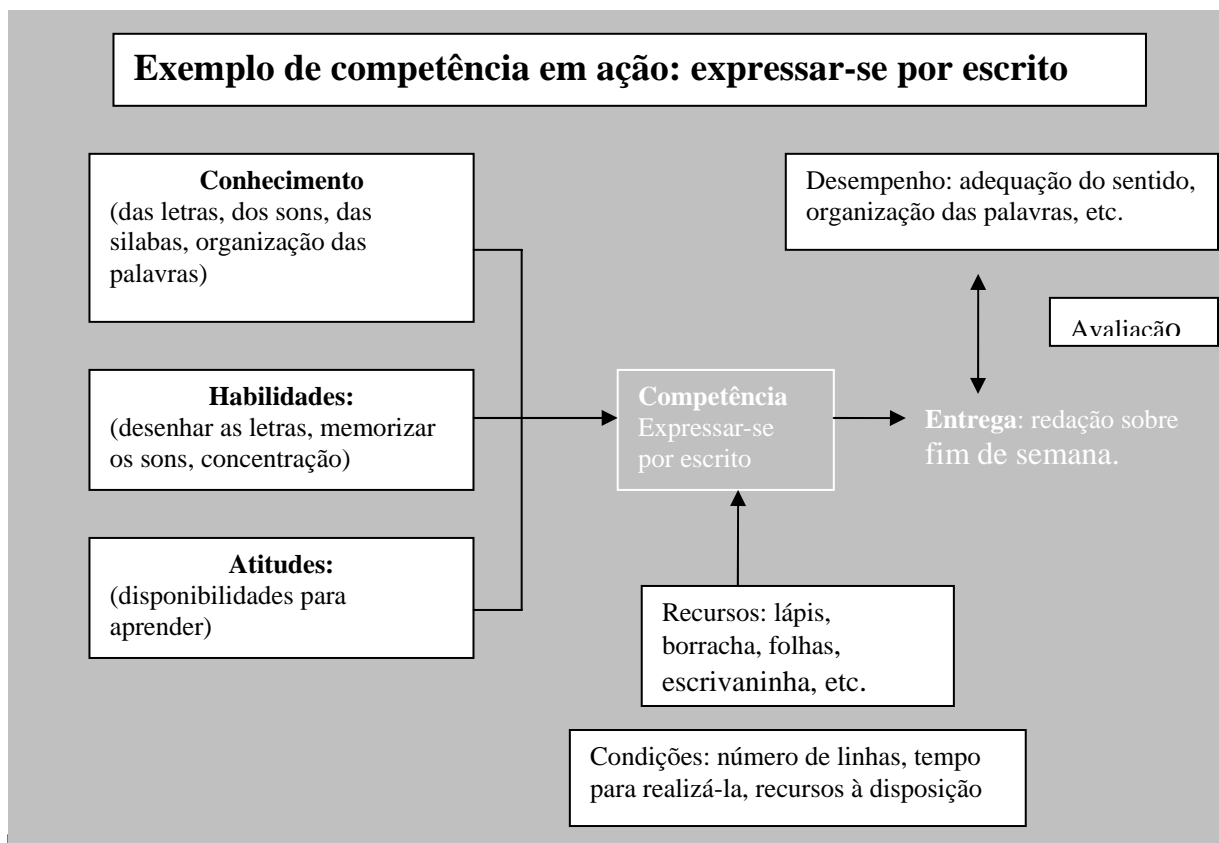 Exemplo de competência em ação: expressar-se por escrito
Conhecimento
(das letras, dos sons, das
silabas, organização das
palavras)
Habilidades:
(desenhar as letras, memorizar
os sons, concentração)
Atitudes:
(disponibilidades para
aprender)
Competência
Expressar-se
por escrito
Desempenho: adequação do sentido,
organização das palavras, etc.
Avaliação
Entrega: redação sobre
fim de semana.
Recursos: lápis,
borracha, folhas,
escrivaninha, etc.
Condições: número de linhas, tempo
para realizá-la, recursos à disposição